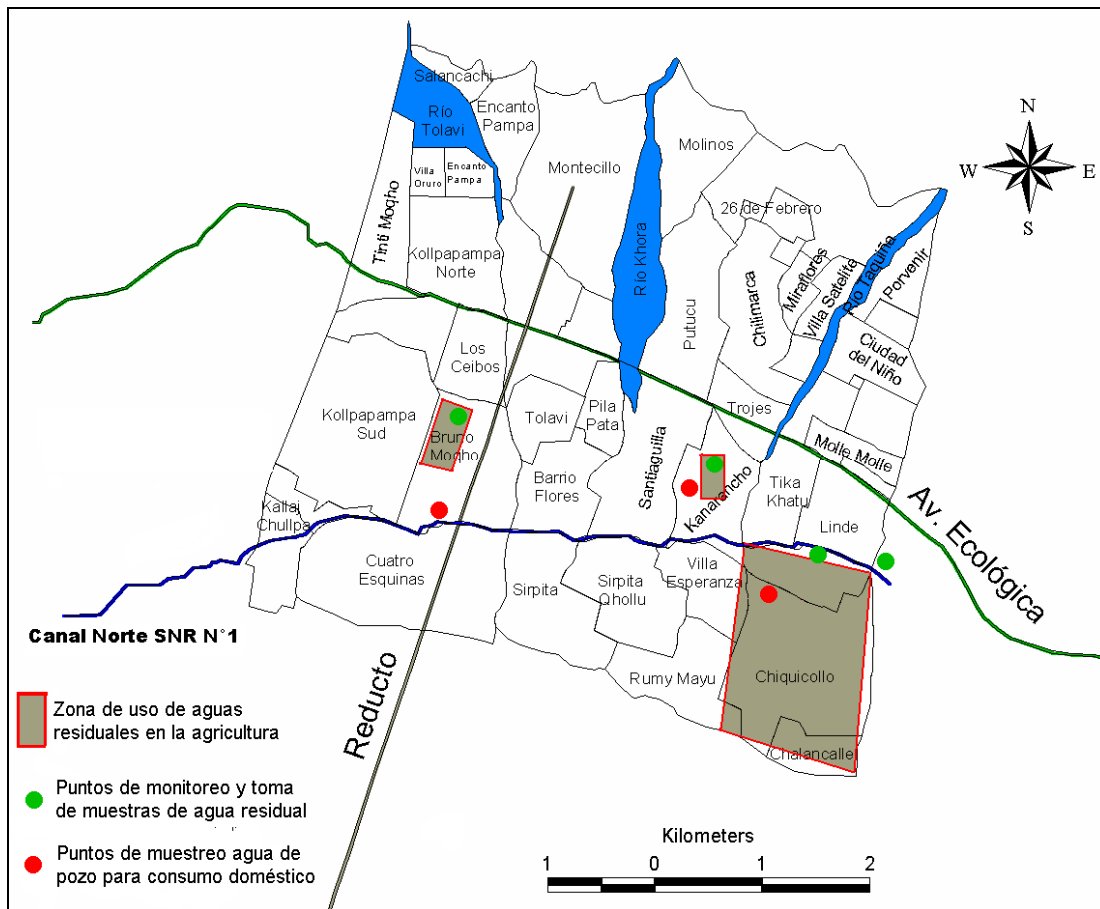 Salancachi
Río
Tolavi
Encanto
Pampa
Villa
Oruro
Encanto
Pampa
Tinti Moqho
Kollpapampa
Norte
Montecillo
Molinos
26 de Febrero
Río Khora
Putucu
Chilimarca
Miraflores
Villa Satelite
Río Taquiña
Porvenir
Ciudad
del Niño
N
W
E
S
Los
Ceibos
Kollpapampa
Sud
Bruno
Moqho
Tolavi
Pila
Pata
Barrio
Flores
Santiaguilla
Trojes
Kanarancho
Tika
Khatu
Molle Molle
Linde
Av. Ecológica
Kallaj
Chullpa
Cuatro
Esquinas
Sirpita
Sirpita
Qhollu
Villa
Esperanza
Rumy Mayu
Chiquicollo
Chalancalle
Reducto
Canal Norte SNR N°1
Zona de uso de aguas
residuales en la agricultura
Puntos de monitoreo y toma
de muestras de agua residual
Puntos de muestreo agua de
pozo para consumo doméstico
Kilometers
1 0 1 2